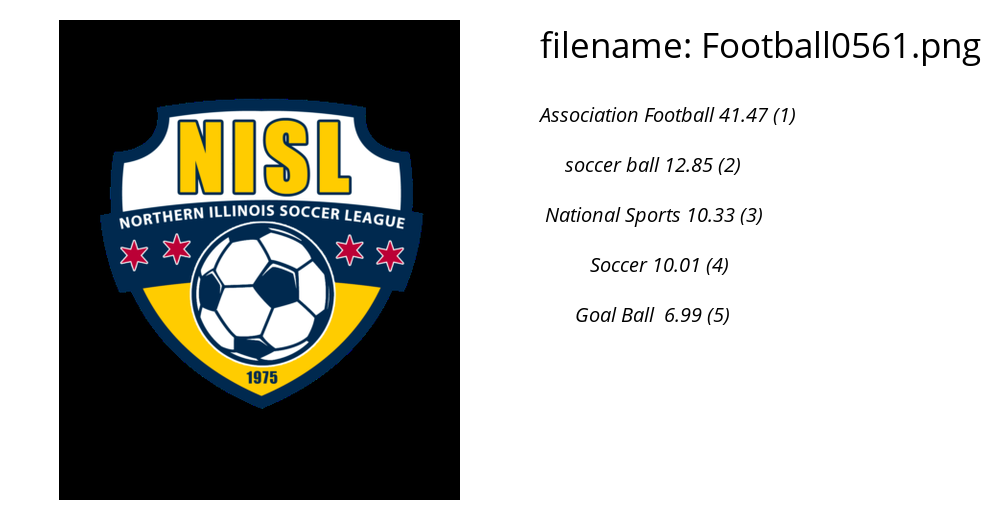 filename: Football0561.png
NISL
NORTHERN ILLINOIS SOCCER LEAGUE
1975
Association Football 41.47 (1)
soccer ball 12.85 (2)
National Sports 10.33 (3)
Soccer 10.01 (4)
Goal Ball  6.99 (5)